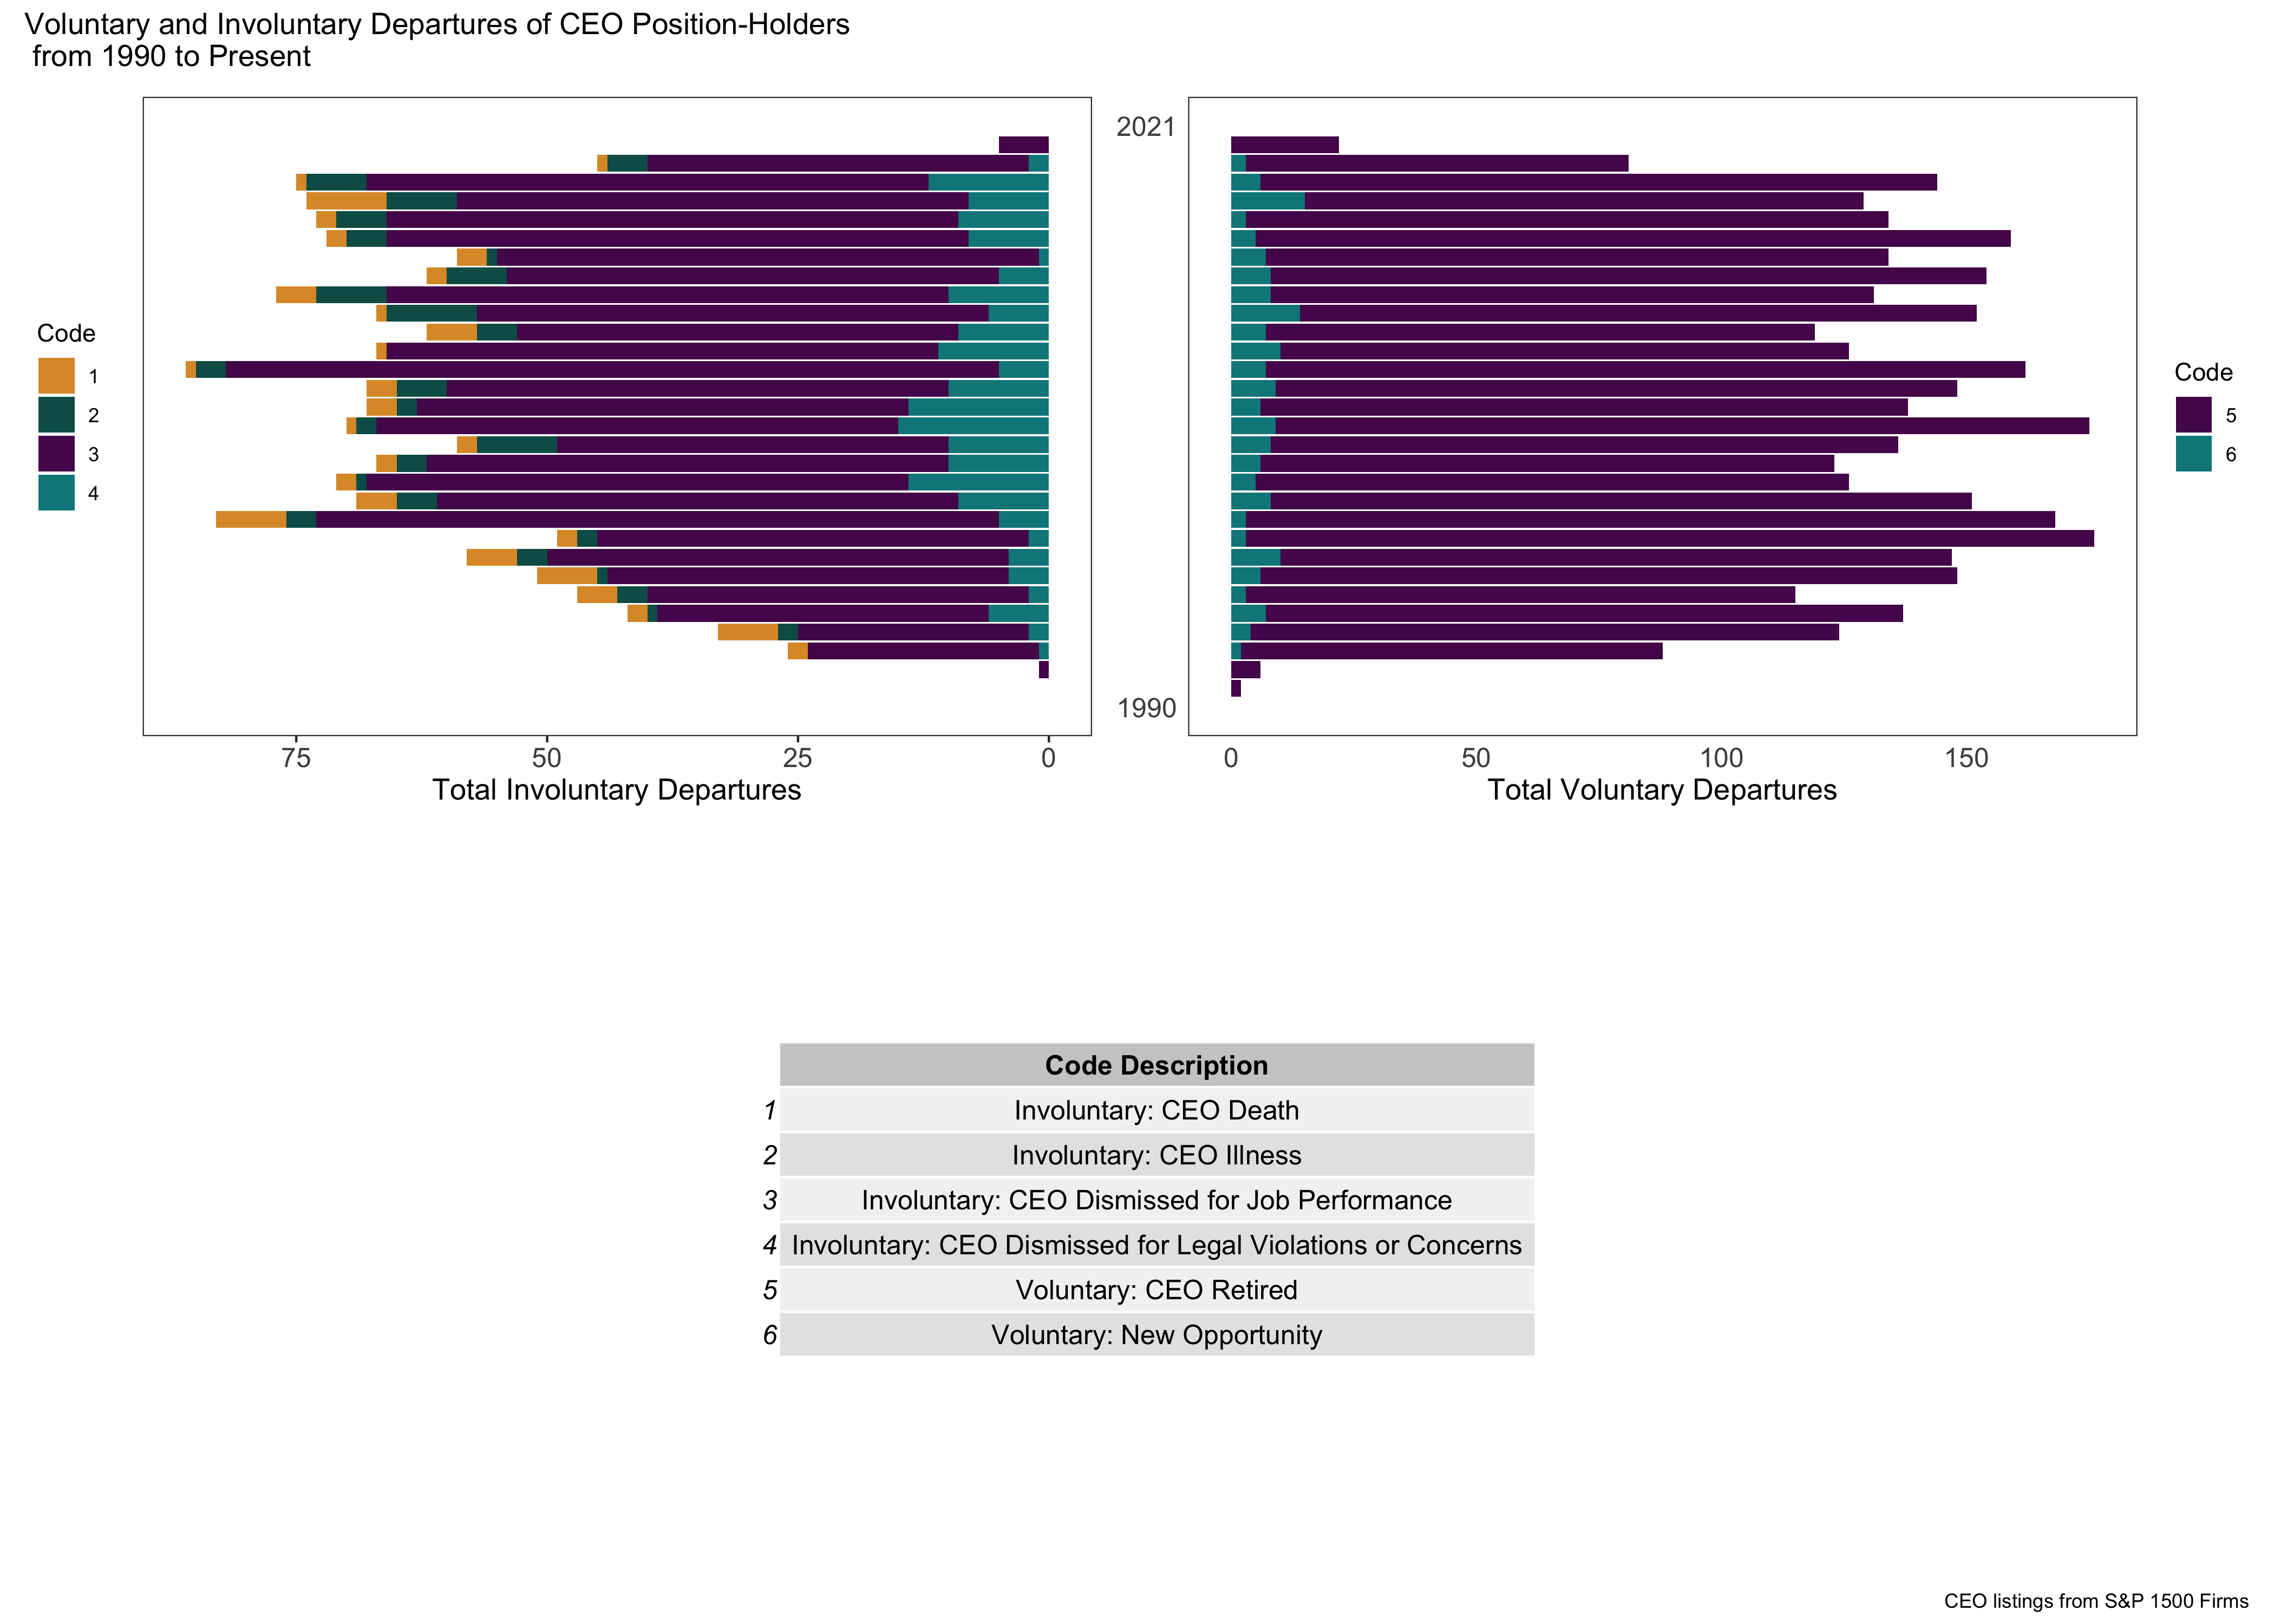 Voluntary and Involuntary Departures of CEO Position-Holders
from 1990 to Present
2021
1990
Code
1
2
3
4
Code
5
6
75 50 25 0
0 50 100 150
Total Involuntary Departures
Total Voluntary Departures
Code Description
1 Involuntary: CEO Death
2 Involuntary: CEO Illness
3 Involuntary: CEO Dismissed for Job Performance
4 Involuntary: CEO Dismissed for Legal Violations or Concerns
5 Voluntary: CEO Retired
6 Voluntary: New Opportunity
CEO listings from S&P 1500 Firms